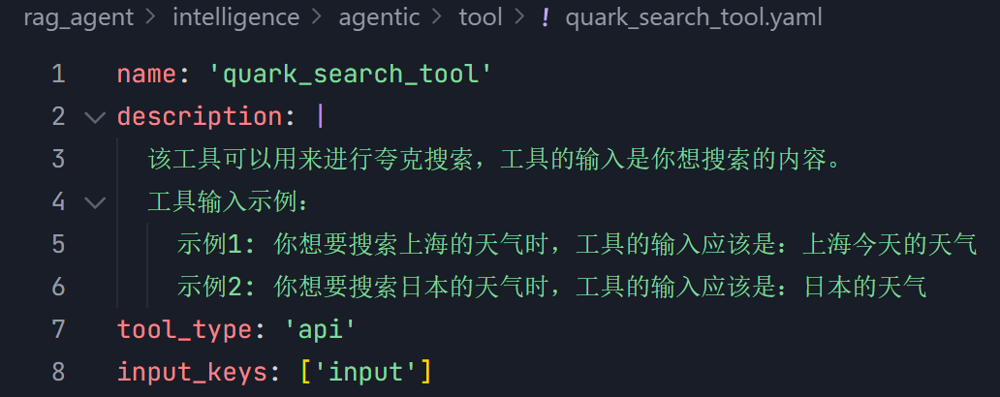 rag_agent > intelligence > agentic > tool > ! quark_search_tool.yaml
1 name: 'quark_search_tool'
2 description: |
3 该工具可以用来进行夸克搜索，工具的输入是你想搜索的内容。
4 工具输入示例：
5 示例1: 你想要搜索上海的天气时，工具的输入应该是：上海今天的天气
6 示例2: 你想要搜索日本的天气时，工具的输入应该是：日本的天气
7 tool_type: 'api'
8 input_keys: ['input']